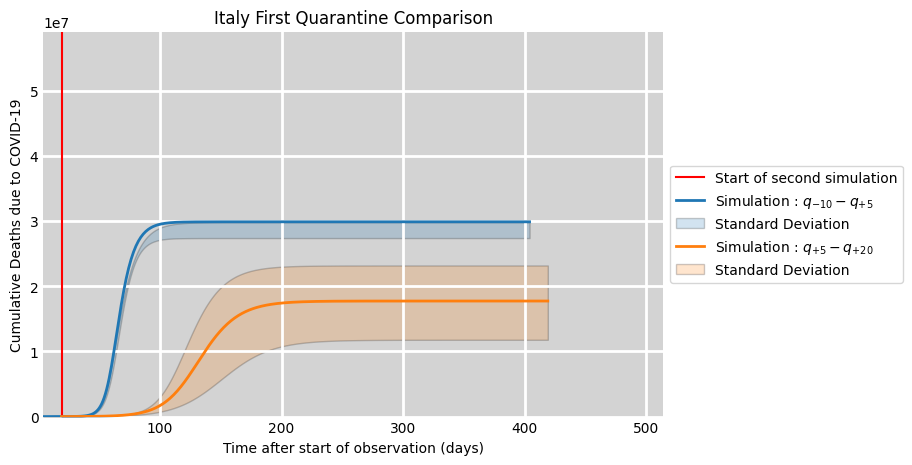 Italy First Quarantine Comparison
1e7
5
4
3
2
1
0
Cumulative Deaths due to COVID-19
100
200
300
400
500
Time after start of observation (days)
Start of second simulation
Simulation : q₋₁₀ − q₊₅
Standard Deviation
Simulation : q₊₅ − q₊₂₀
Standard Deviation